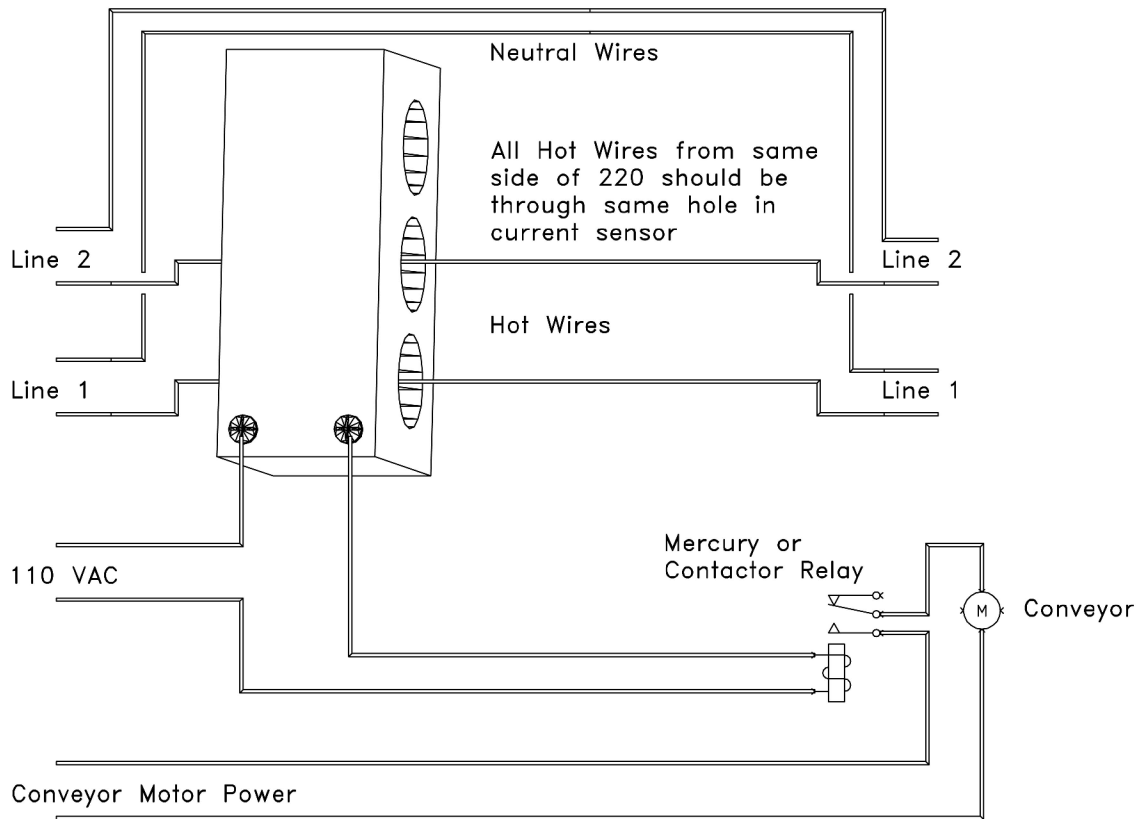 Neutral Wires
All Hot Wires from same
side of 220 should be
through same hole in
current sensor
Line 2
Line 2
Hot Wires
Line 1
Line 1
Mercury or
Contactor Relay
110 VAC
M
Conveyor
Conveyor Motor Power